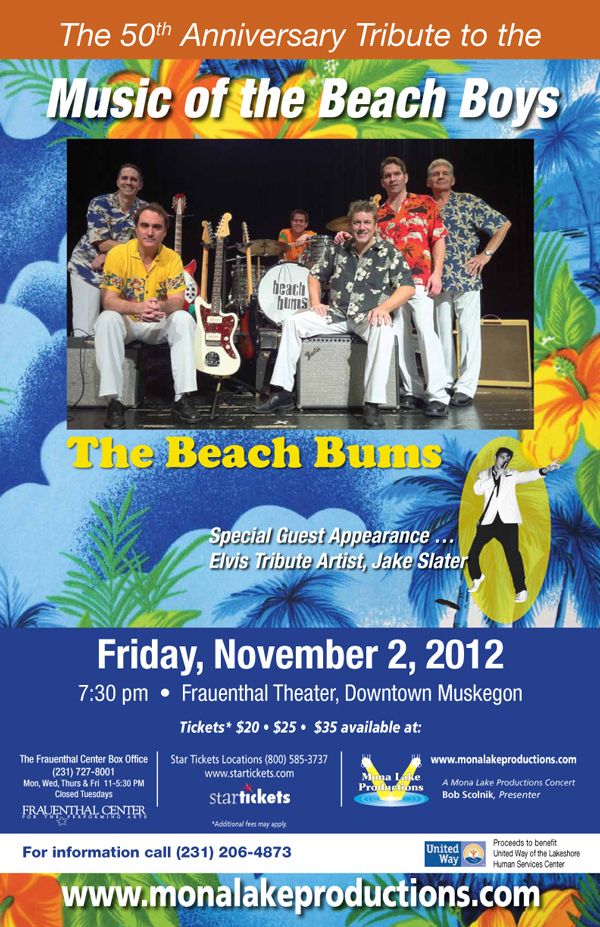 The 50th Anniversary Tribute to the
Music of the Beach Boys
beach
bums
The Beach Bums
Special Guest Appearance …
Elvis Tribute Artist, Jake Slater
Friday, November 2, 2012
7:30 pm • Frauenthal Theater, Downtown Muskegon
Tickets* $20 • $25 • $35 available at:
The Frauenthal Center Box Office
(231) 727-8001
Mon, Wed, Thurs & Fri 11-5:30 PM
Closed Tuesdays
FRAUENTHAL CENTER
FOR THE PERFORMING ARTS
Star Tickets Locations (800) 585-3737
www.startickets.com
startickets
*Additional fees may apply.
Mona Lake
Productions
www.monalakeproductions.com
A Mona Lake Productions Concert
Bob Scolnik, Presenter
For information call (231) 206-4873
United
Way
Proceeds to benefit
United Way of the Lakeshore
Human Services Center
www.monalakeproductions.com